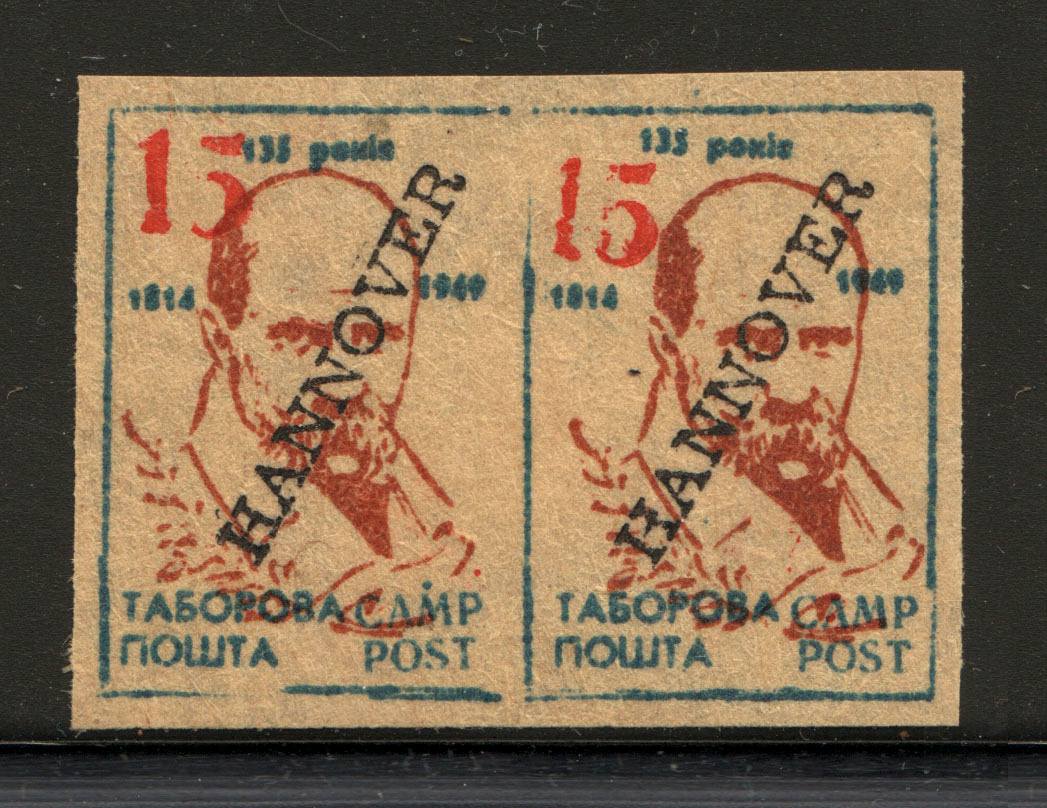 15 135 років
1814 1949
HANNOVER
ТАБОРОВА CAMP
ПОШТА POST
15 135 років
1814 1949
HANNOVER
ТАБОРОВА CAMP
ПОШТА POST